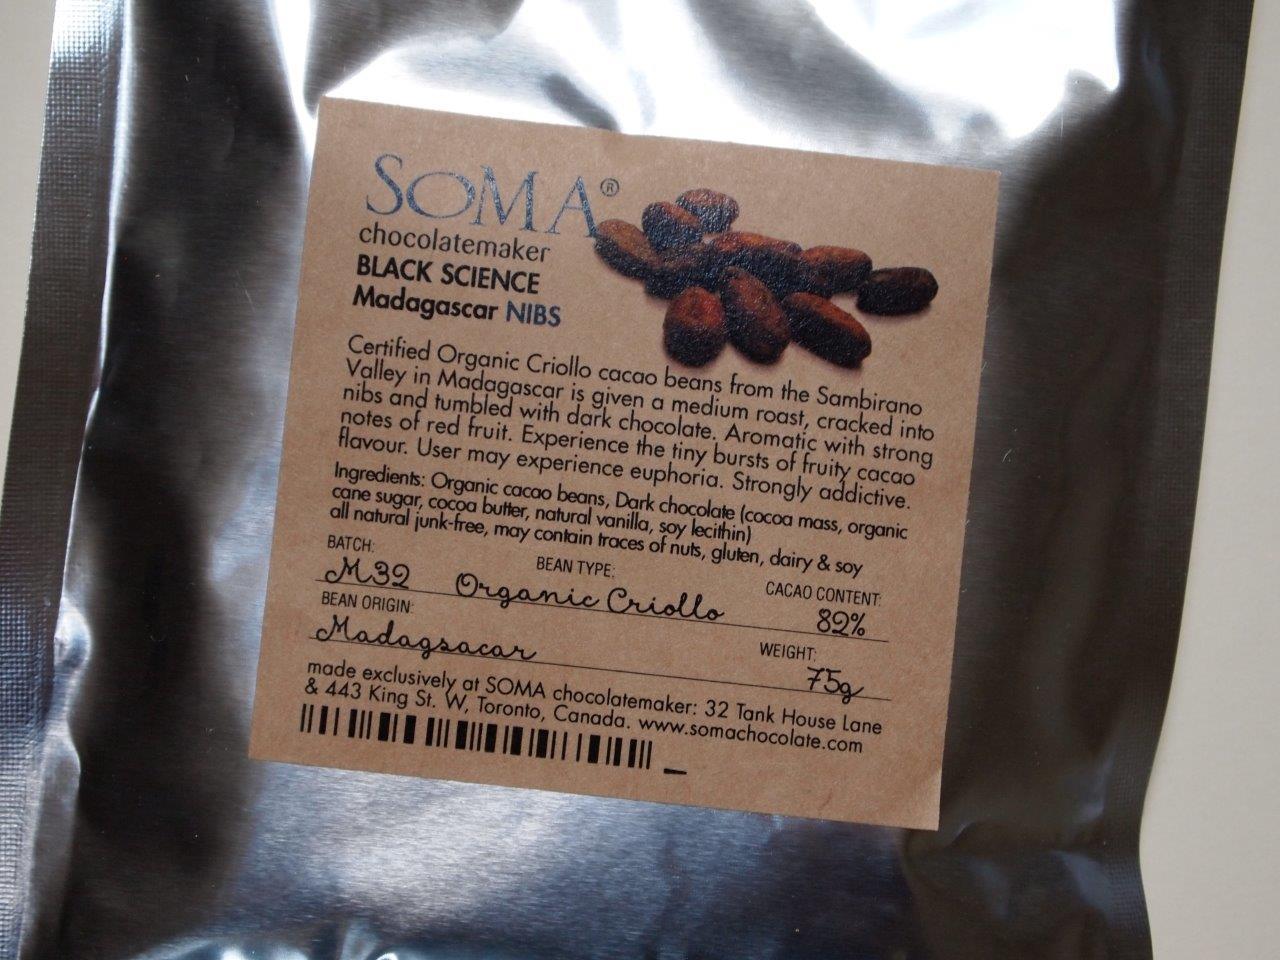 SOMA®
chocolatemaker
BLACK SCIENCE
Madagascar NIBS
Certified Organic Criollo cacao beans from the Sambirano
Valley in Madagascar is given a medium roast, cracked into
nibs and tumbled with dark chocolate. Aromatic with strong
notes of red fruit. Experience the tiny bursts of fruity cacao
flavour. User may experience euphoria. Strongly addictive.
Ingredients: Organic cacao beans, Dark chocolate (cocoa mass, organic
cane sugar, cocoa butter, natural vanilla, soy lecithin)
all natural junk-free, may contain traces of nuts, gluten, dairy & soy
BATCH: BEAN TYPE: CACAO CONTENT:
M32 Organic Criollo 82%
BEAN ORIGIN: WEIGHT:
Madagsacar 75g
made exclusively at SOMA chocolatemaker: 32 Tank House Lane
& 443 King St. W, Toronto, Canada. www.somachocolate.com